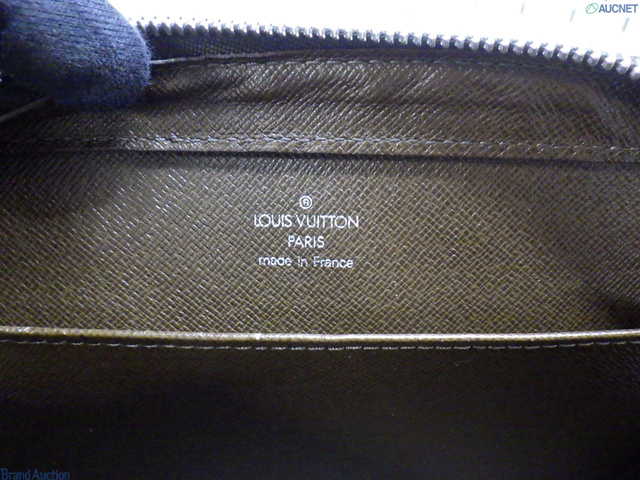 AUCNET
®
LOUIS VUITTON
PARIS
made in France
Brand Auction